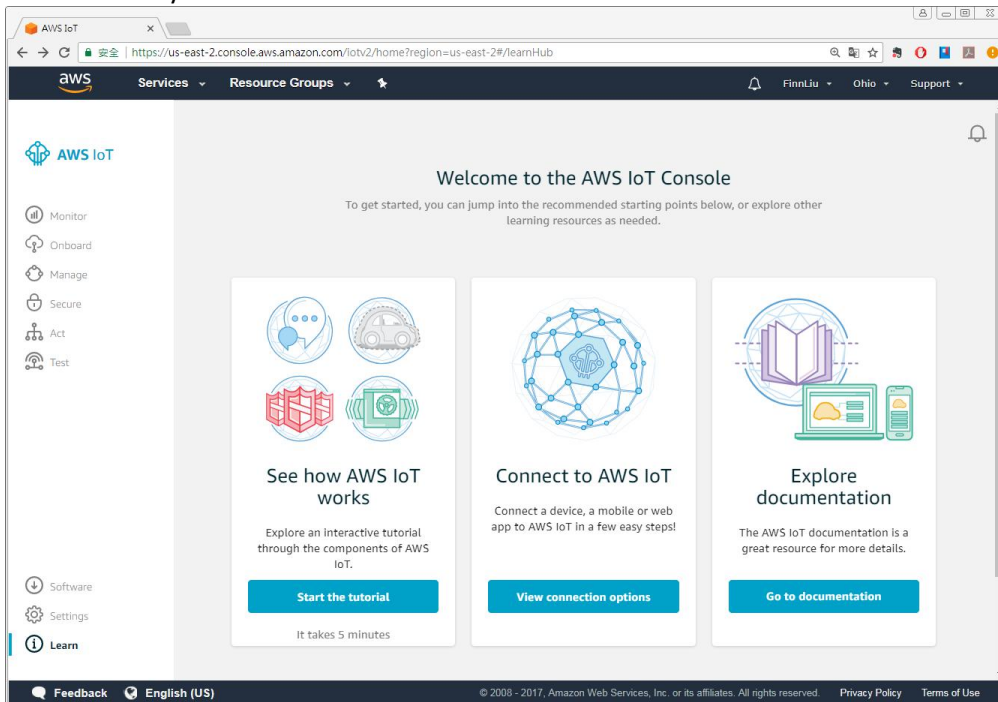 AWS IoT
安全 | https://us-east-2.console.aws.amazon.com/iotv2/home?region=us-east-2#/learnHub
aws Services Resource Groups FinnLiu Ohio Support
AWS IoT
Monitor
Onboard
Manage
Secure
Act
Test
Software
Settings
Learn
Welcome to the AWS IoT Console
To get started, you can jump into the recommended starting points below, or explore other
learning resources as needed.
See how AWS IoT
works
Explore an interactive tutorial
through the components of AWS
IoT.
Start the tutorial
It takes 5 minutes
Connect to AWS IoT
Connect a device, a mobile or web
app to AWS IoT in a few easy steps!
View connection options
Explore
documentation
The AWS IoT documentation is a
great resource for more details.
Go to documentation
Feedback English (US) © 2008 - 2017, Amazon Web Services, Inc. or its affiliates. All rights reserved. Privacy Policy Terms of Use